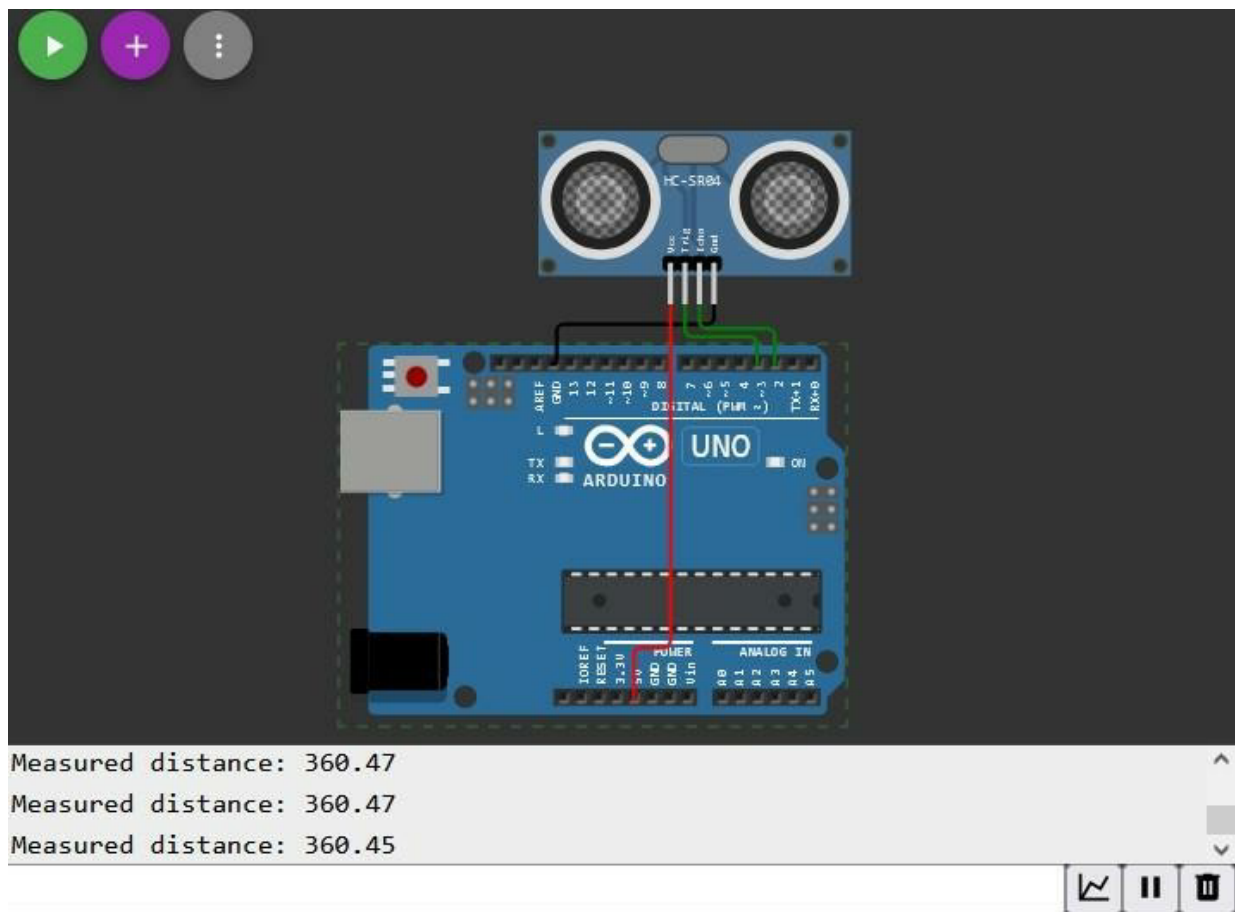 HC-SR04
Vcc
Trig
Echo
Gnd
AREF
GND
13
12
~11
~10
~9
8
7
~6
~5
4
~3
2
TX→1
RX←0
DIGITAL (PWM ~)
L
TX
RX
UNO
ON
ARDUINO
IOREF
RESET
3.3V
5V
GND
GND
Vin
POWER
ANALOG IN
A0
A1
A2
A3
A4
A5
Measured distance: 360.47
Measured distance: 360.47
Measured distance: 360.45